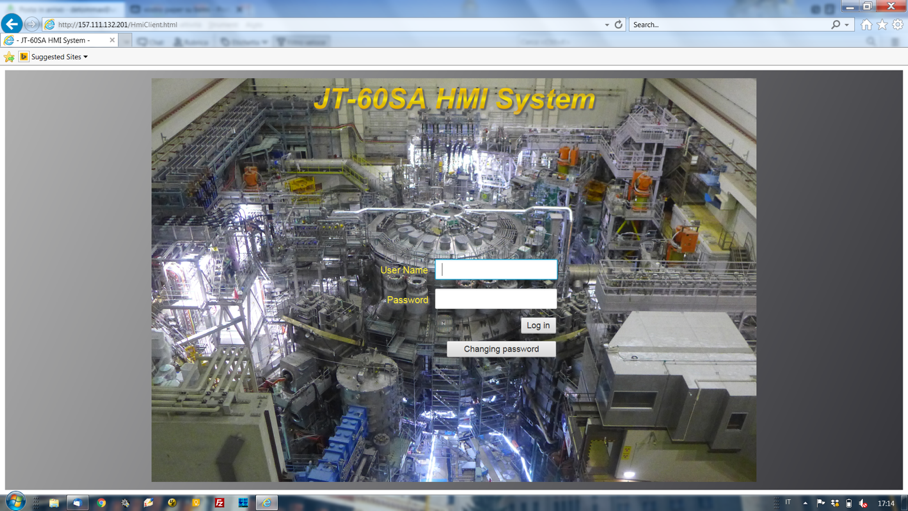 http://157.111.132.201/HmiClient.html
Search...
- JT-60SA HMI System -
Suggested Sites
JT-60SA HMI System
User Name
Password
Log in
Changing password
IT
17:14